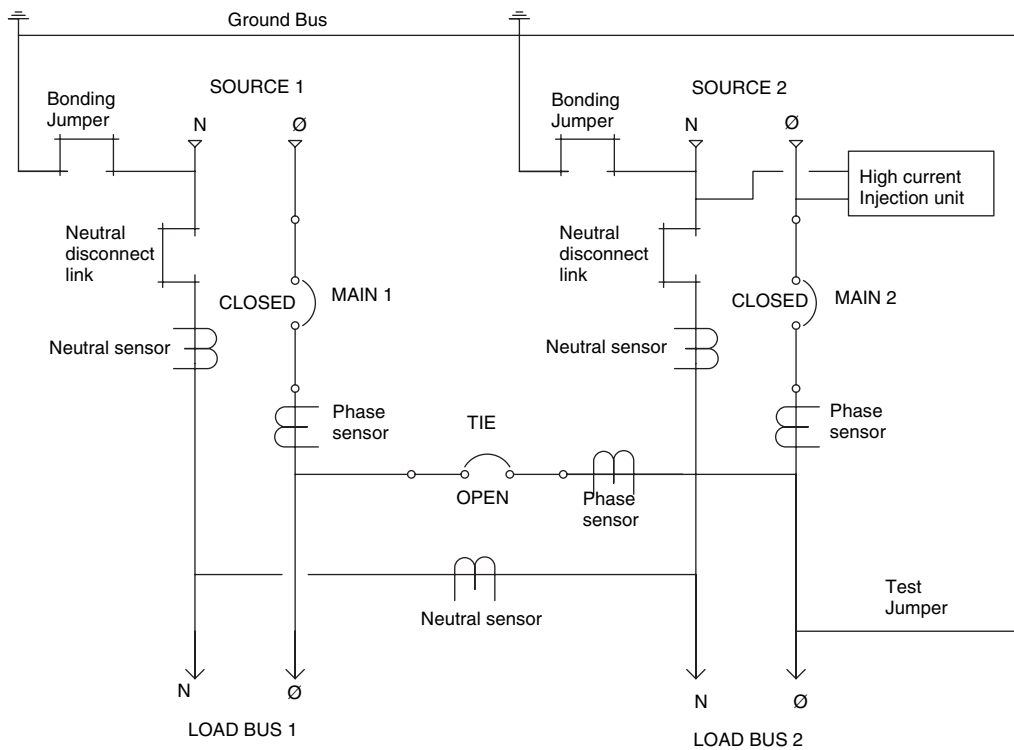 Ground Bus
SOURCE 1
SOURCE 2
Bonding
Jumper
N
Ø
Bonding
Jumper
N
Ø
High current
Injection unit
Neutral
disconnect
link
CLOSED
MAIN 1
Neutral
disconnect
link
CLOSED
MAIN 2
Neutral sensor
Neutral sensor
Phase
sensor
TIE
Phase
sensor
OPEN
Phase
sensor
Neutral sensor
Test
Jumper
N
Ø
N
Ø
LOAD BUS 1
LOAD BUS 2